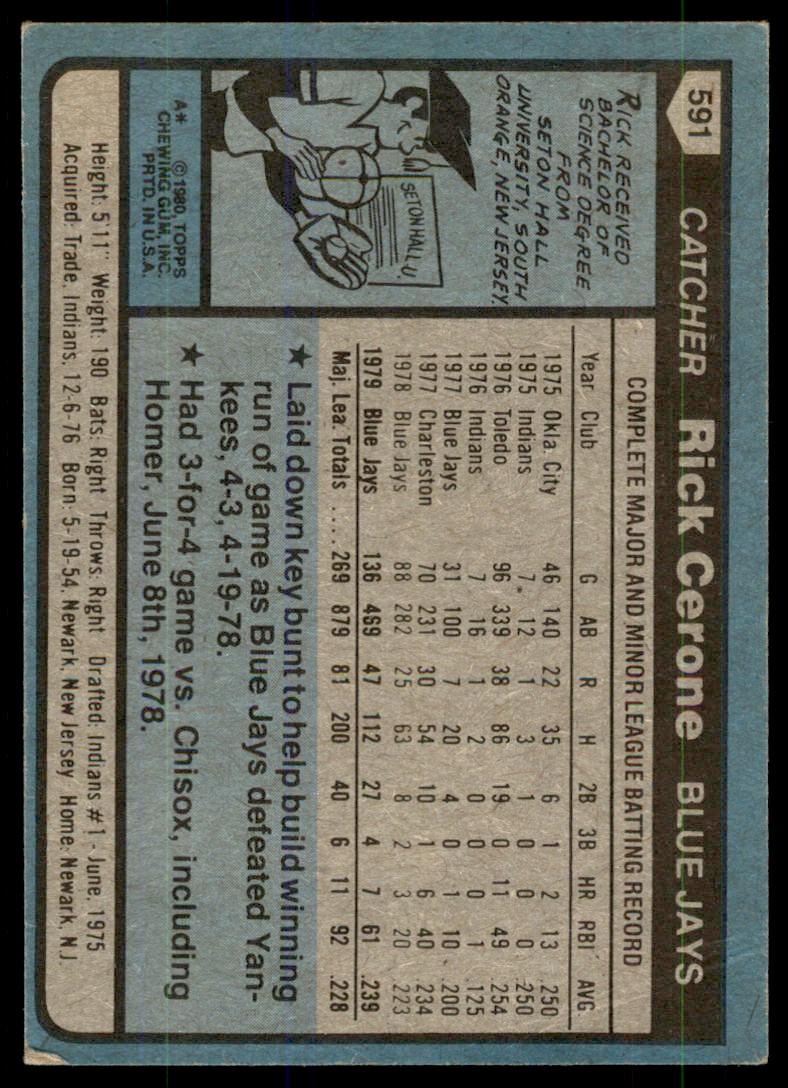 591 CATCHER Rick Cerone BLUE JAYS
RICK RECEIVED
BACHELOR OF
SCIENCE DEGREE
FROM
SETON HALL
UNIVERSITY, SOUTH
ORANGE, NEW JERSEY.
SETON HALL U.
A* ©1980, TOPPS
CHEWING GUM, INC.
PRTD. IN U.S.A.
COMPLETE MAJOR AND MINOR LEAGUE BATTING RECORD
Year Club G AB R H 2B 3B HR RBI AVG.
1975 Okla. City 46 140 22 35 6 1 2 13 .250
1975 Indians 7 12 1 3 1 0 0 0 .250
1976 Toledo 96 339 38 86 19 0 11 49 .254
1976 Indians 7 16 1 2 0 0 0 1 .125
1977 Blue Jays 31 100 7 20 4 0 1 10 .200
1977 Charleston 70 231 30 54 10 1 6 40 .234
1978 Blue Jays 88 282 25 63 8 2 3 20 .223
1979 Blue Jays 136 469 47 112 27 4 7 61 .239
Maj. Lea. Totals .... 269 879 81 200 40 6 11 92 .228
★ Laid down key bunt to help build winning
run of game as Blue Jays defeated Yan-
kees, 4-3, 4-19-78.
★ Had 3-for-4 game vs. Chisox, including
Homer, June 8th, 1978.
Height: 5'11" Weight: 190 Bats: Right Throws: Right Drafted: Indians #1 - June, 1975
Acquired: Trade, Indians, 12-6-76 Born: 5-19-54, Newark, New Jersey Home: Newark, N.J.